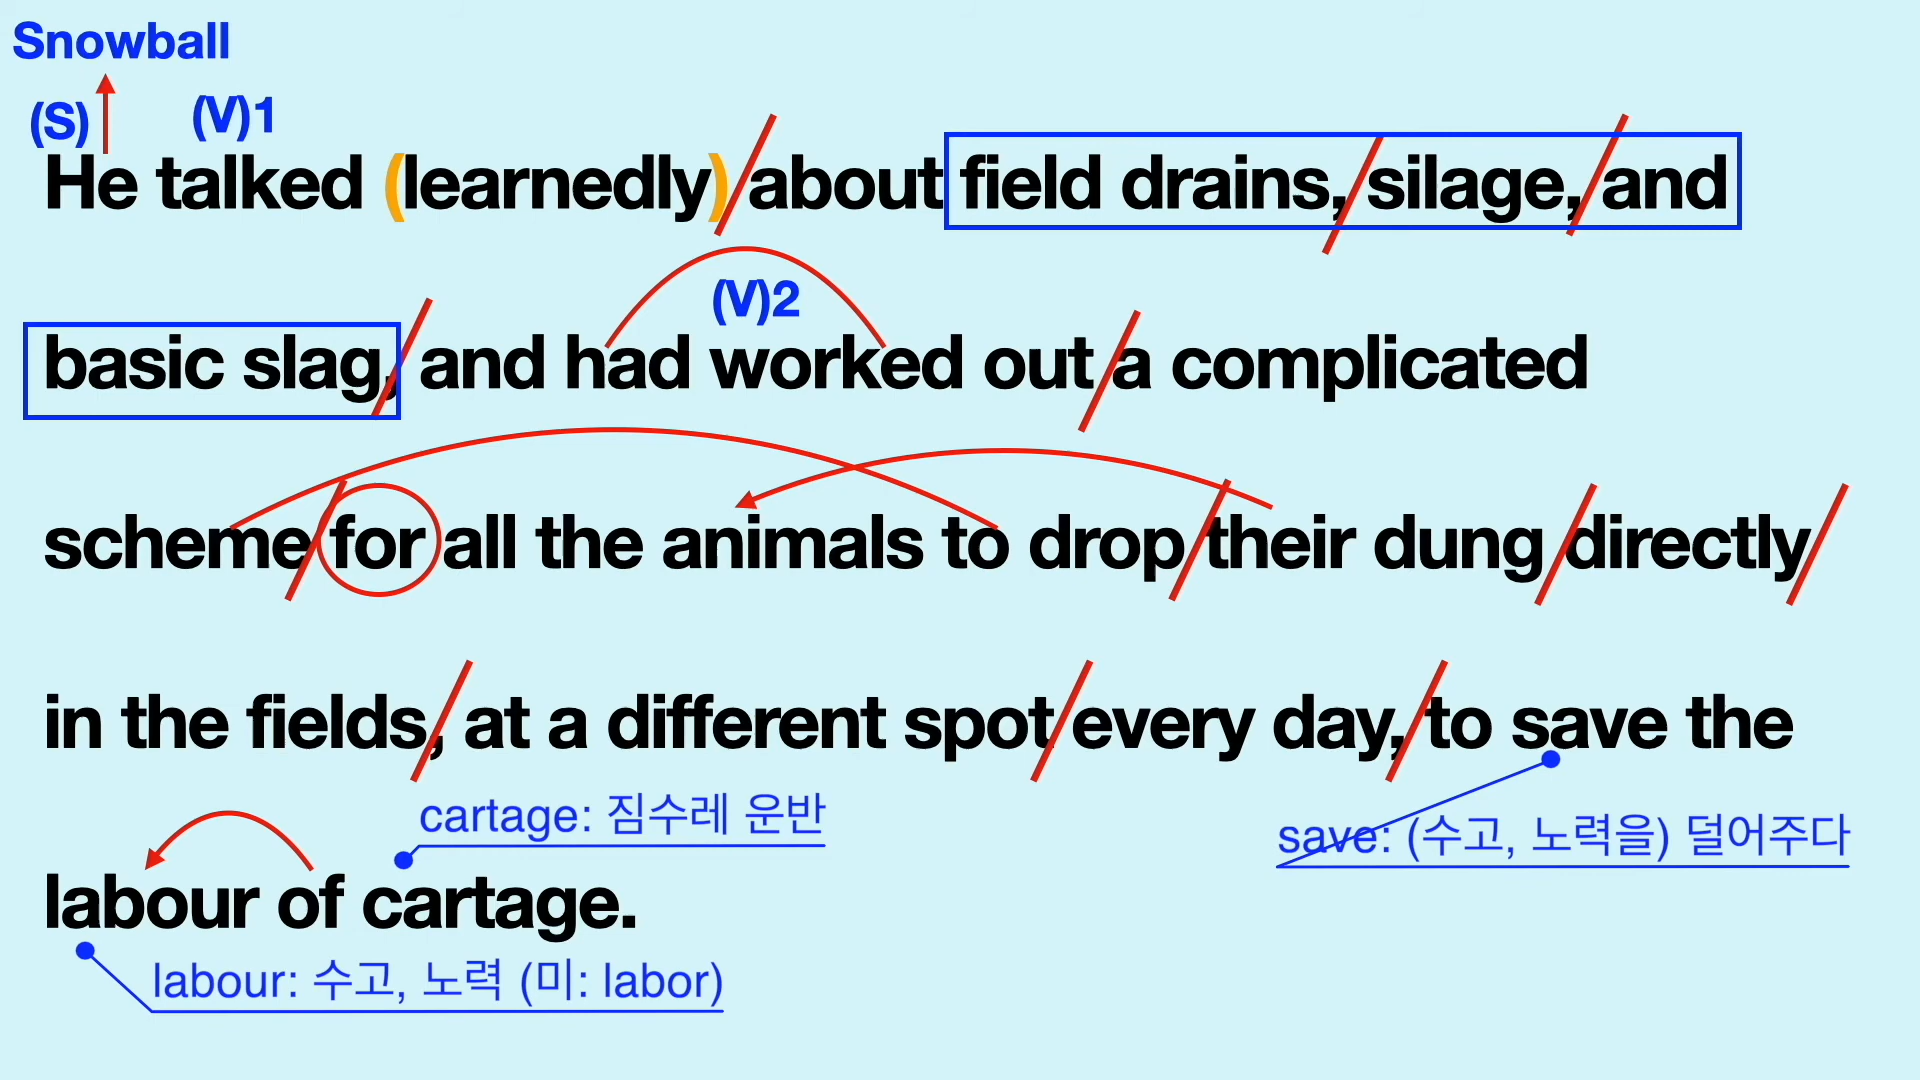 Snowball
(S) (V)1
He talked (learnedly) about field drains, silage, and
(V)2
basic slag, and had worked out a complicated
scheme for all the animals to drop their dung directly
in the fields, at a different spot every day, to save the
cartage: 짐수레 운반
save: (수고, 노력을) 덜어주다
labour of cartage.
labour: 수고, 노력 (미: labor)